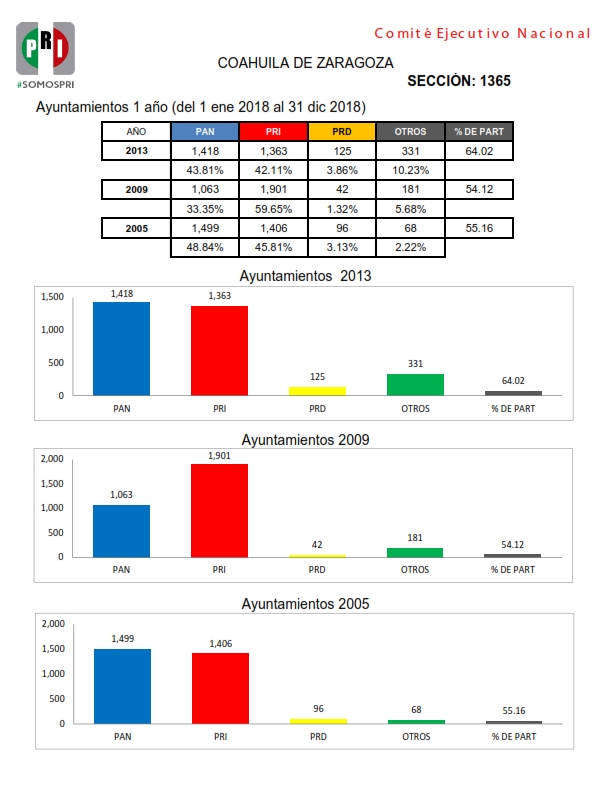 Comité Ejecutivo Nacional
PRI
#SOMOSPRI
COAHUILA DE ZARAGOZA
SECCIÓN: 1365
Ayuntamientos 1 año (del 1 ene 2018 al 31 dic 2018)
AÑO PAN PRI PRD OTROS % DE PART
2013 1,418 1,363 125 331 64.02
43.81% 42.11% 3.86% 10.23%
2009 1,063 1,901 42 181 54.12
33.35% 59.65% 1.32% 5.68%
2005 1,499 1,406 96 68 55.16
48.84% 45.81% 3.13% 2.22%
Ayuntamientos 2013
1,500
1,000
500
0
1,418 1,363 125 331 64.02
PAN PRI PRD OTROS % DE PART
Ayuntamientos 2009
2,000
1,500
1,000
500
0
1,063 1,901 42 181 54.12
PAN PRI PRD OTROS % DE PART
Ayuntamientos 2005
2,000
1,500
1,000
500
0
1,499 1,406 96 68 55.16
PAN PRI PRD OTROS % DE PART